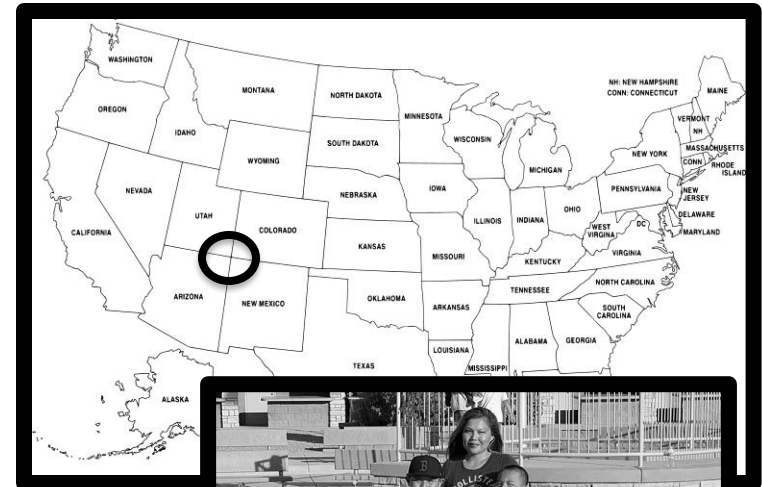 WASHINGTON
MONTANA
NORTH DAKOTA
MINNESOTA
NH: NEW HAMPSHIRE
CONN: CONNECTICUT
MAINE
OREGON
IDAHO
SOUTH DAKOTA
WISCONSIN
VERMONT
NH
MASSACHUSETTS
WYOMING
MICHIGAN
NEW YORK
CONN
RHODE
ISLAND
NEVADA
NEBRASKA
IOWA
PENNSYLVANIA
NEW
JERSEY
UTAH
COLORADO
ILLINOIS
INDIANA
OHIO
DELAWARE
CALIFORNIA
KANSAS
MISSOURI
WEST
VIRGINA
DC
MARYLAND
KENTUCKY
VIRGINIA
ARIZONA
NEW MEXICO
OKLAHOMA
ARKANSAS
TENNESSEE
NORTH CAROLINA
SOUTH
CAROLINA
TEXAS
LOUISIANA
MISSISSIPPI
ALABAMA
GEORGIA
ALASKA
B
HOLLISTE